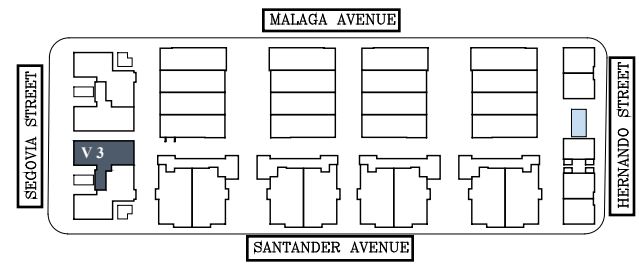 MALAGA AVENUE
SEGOVIA STREET
V 3
HERNANDO STREET
SANTANDER AVENUE